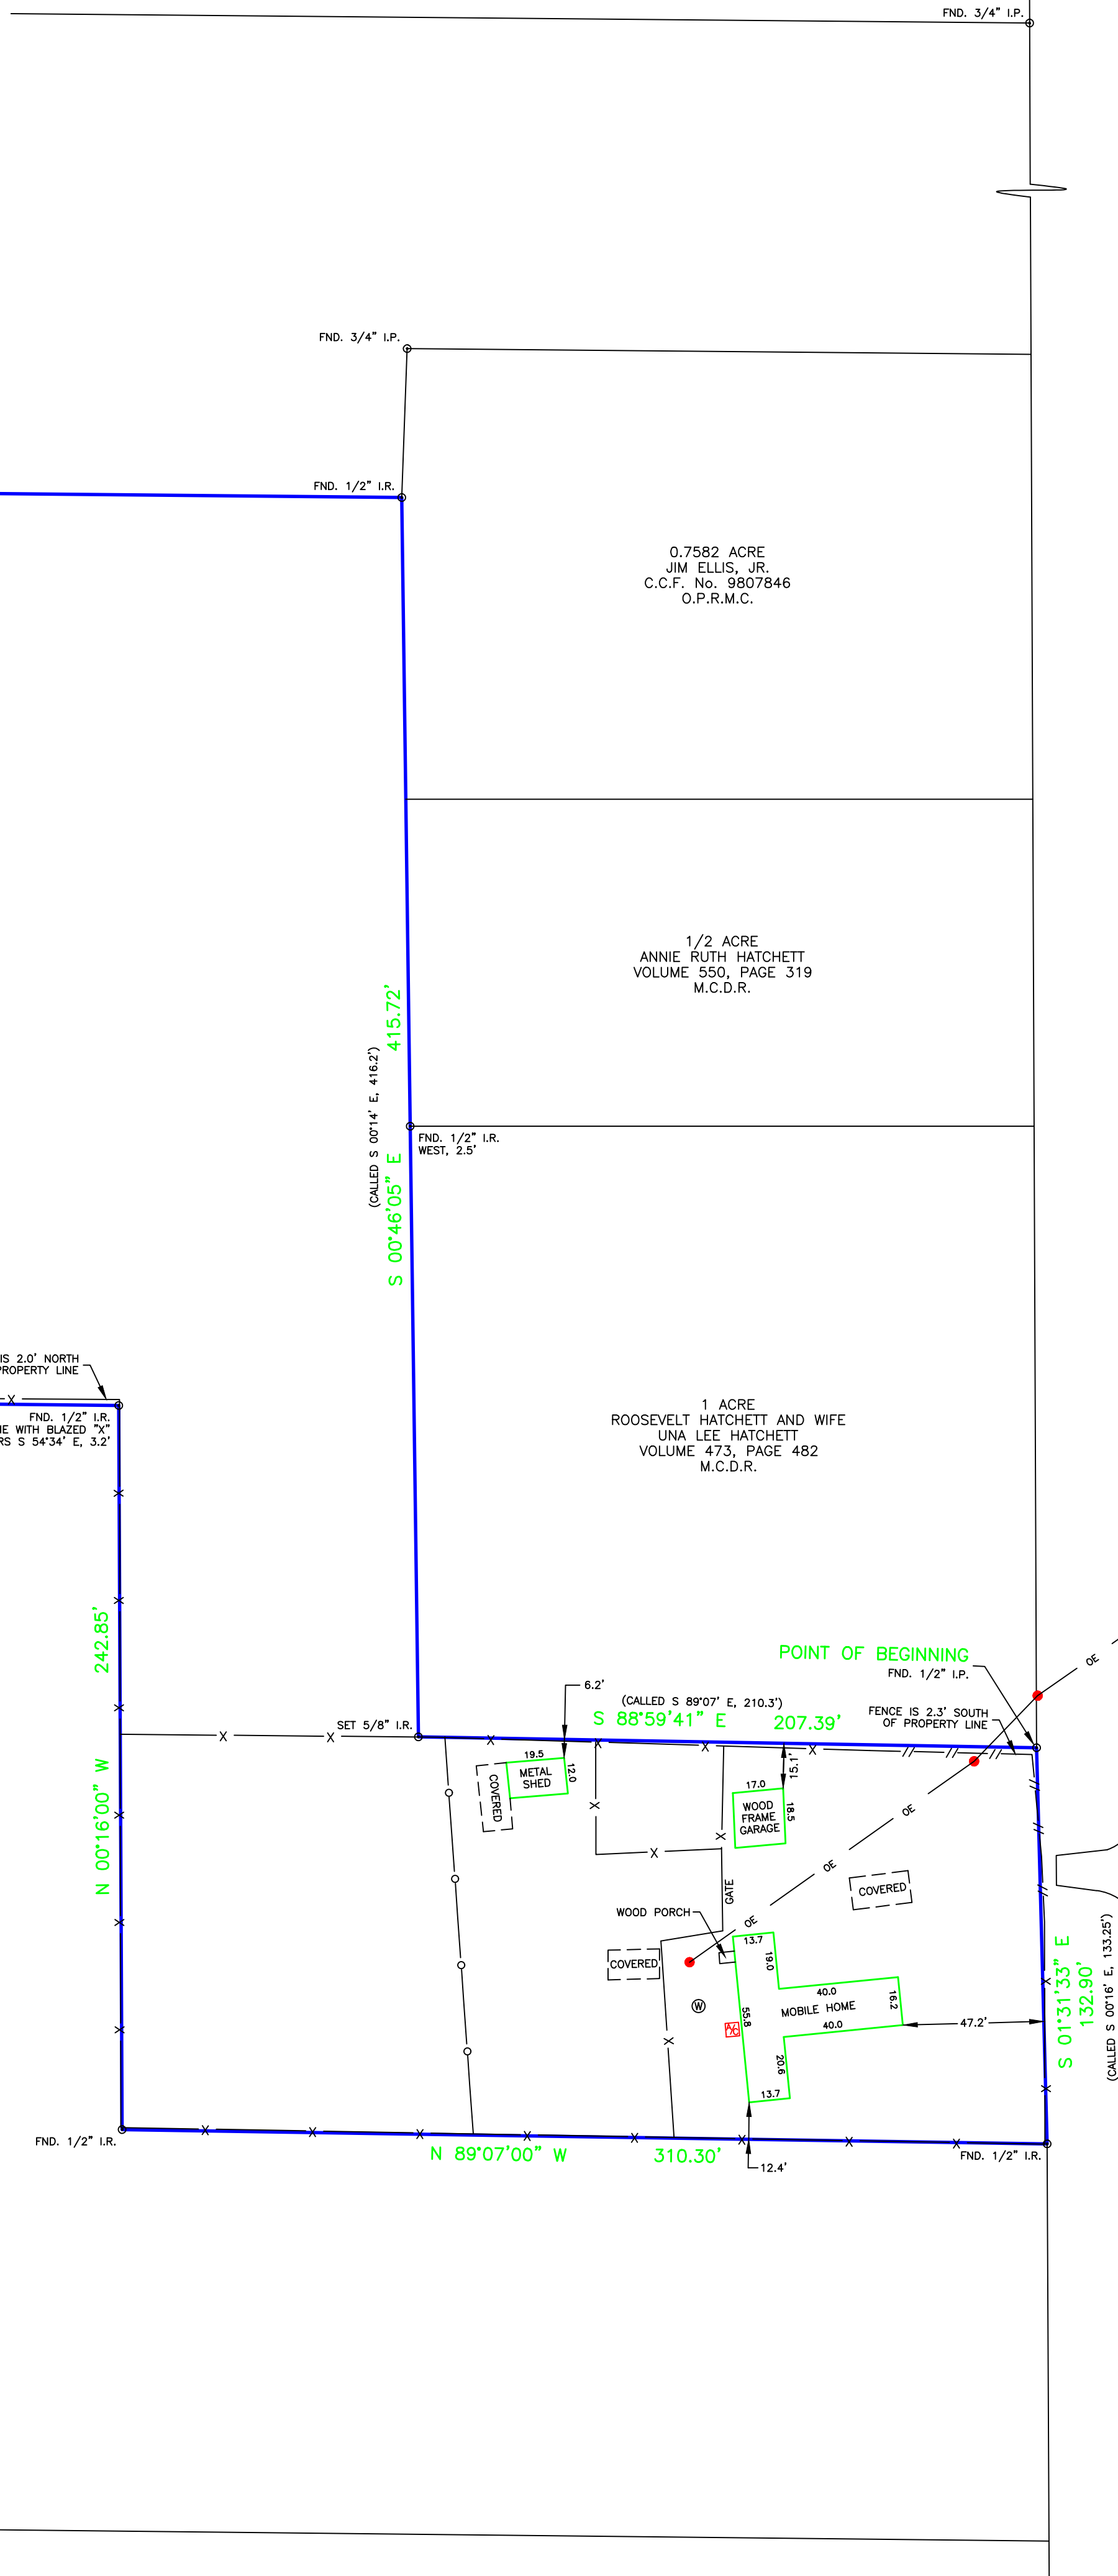 FND. 3/4" I.P.
FND. 3/4" I.P.
FND. 1/2" I.R.
0.7582 ACRE
JIM ELLIS, JR.
C.C.F. No. 9807846
O.P.R.M.C.
1/2 ACRE
ANNIE RUTH HATCHETT
VOLUME 550, PAGE 319
M.C.D.R.
S 00°46'05" E 415.72'
(CALLED S 00°14' E, 416.2')
FND. 1/2" I.R.
WEST, 2.5'
IS 2.0' NORTH
PROPERTY LINE
FND. 1/2" I.R.
WITH BLAZED "X"
S 54°34' E, 3.2'
1 ACRE
ROOSEVELT HATCHETT AND WIFE
UNA LEE HATCHETT
VOLUME 473, PAGE 482
M.C.D.R.
N 00°16'00" W 242.85'
POINT OF BEGINNING
FND. 1/2" I.P.
FENCE IS 2.3' SOUTH
OF PROPERTY LINE
OE
6.2'
(CALLED S 89°07' E, 210.3')
S 88°59'41" E 207.39'
SET 5/8" I.R.
19.5
12.0
METAL
SHED
COVERED
15.1'
17.0
18.5
WOOD
FRAME
GARAGE
OE
OE
COVERED
GATE
WOOD PORCH
OE
COVERED
W
A/C
13.7
19.0
40.0
MOBILE HOME
16.2
40.0
55.8
20.6
13.7
47.2'
S 01°31'33" E
132.90'
(CALLED S 00°16' E, 133.25')
FND. 1/2" I.R.
N 89°07'00" W 310.30'
12.4'
FND. 1/2" I.R.